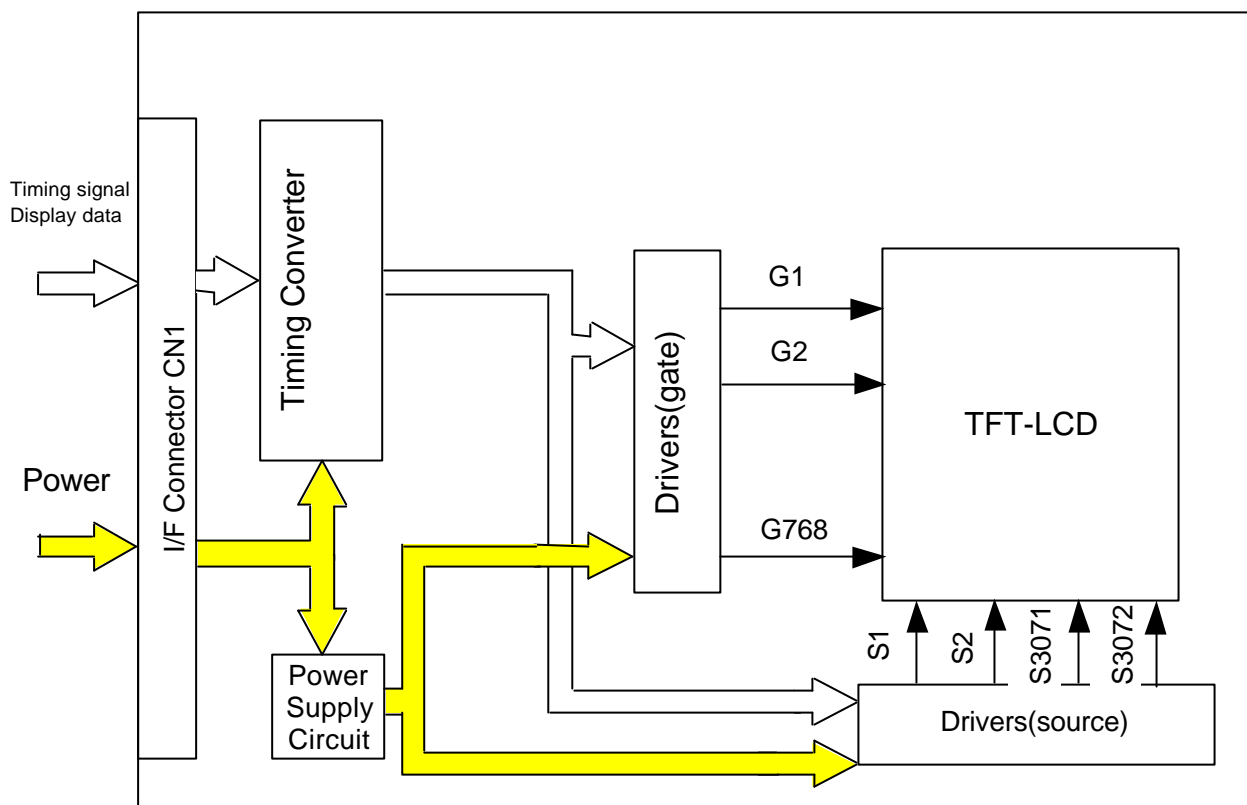 Timing signal
Display data
Power
I/F Connector CN1
Timing Converter
Power
Supply
Circuit
Drivers(gate)
G1
G2
G768
TFT-LCD
S1
S2
S3071
S3072
Drivers(source)